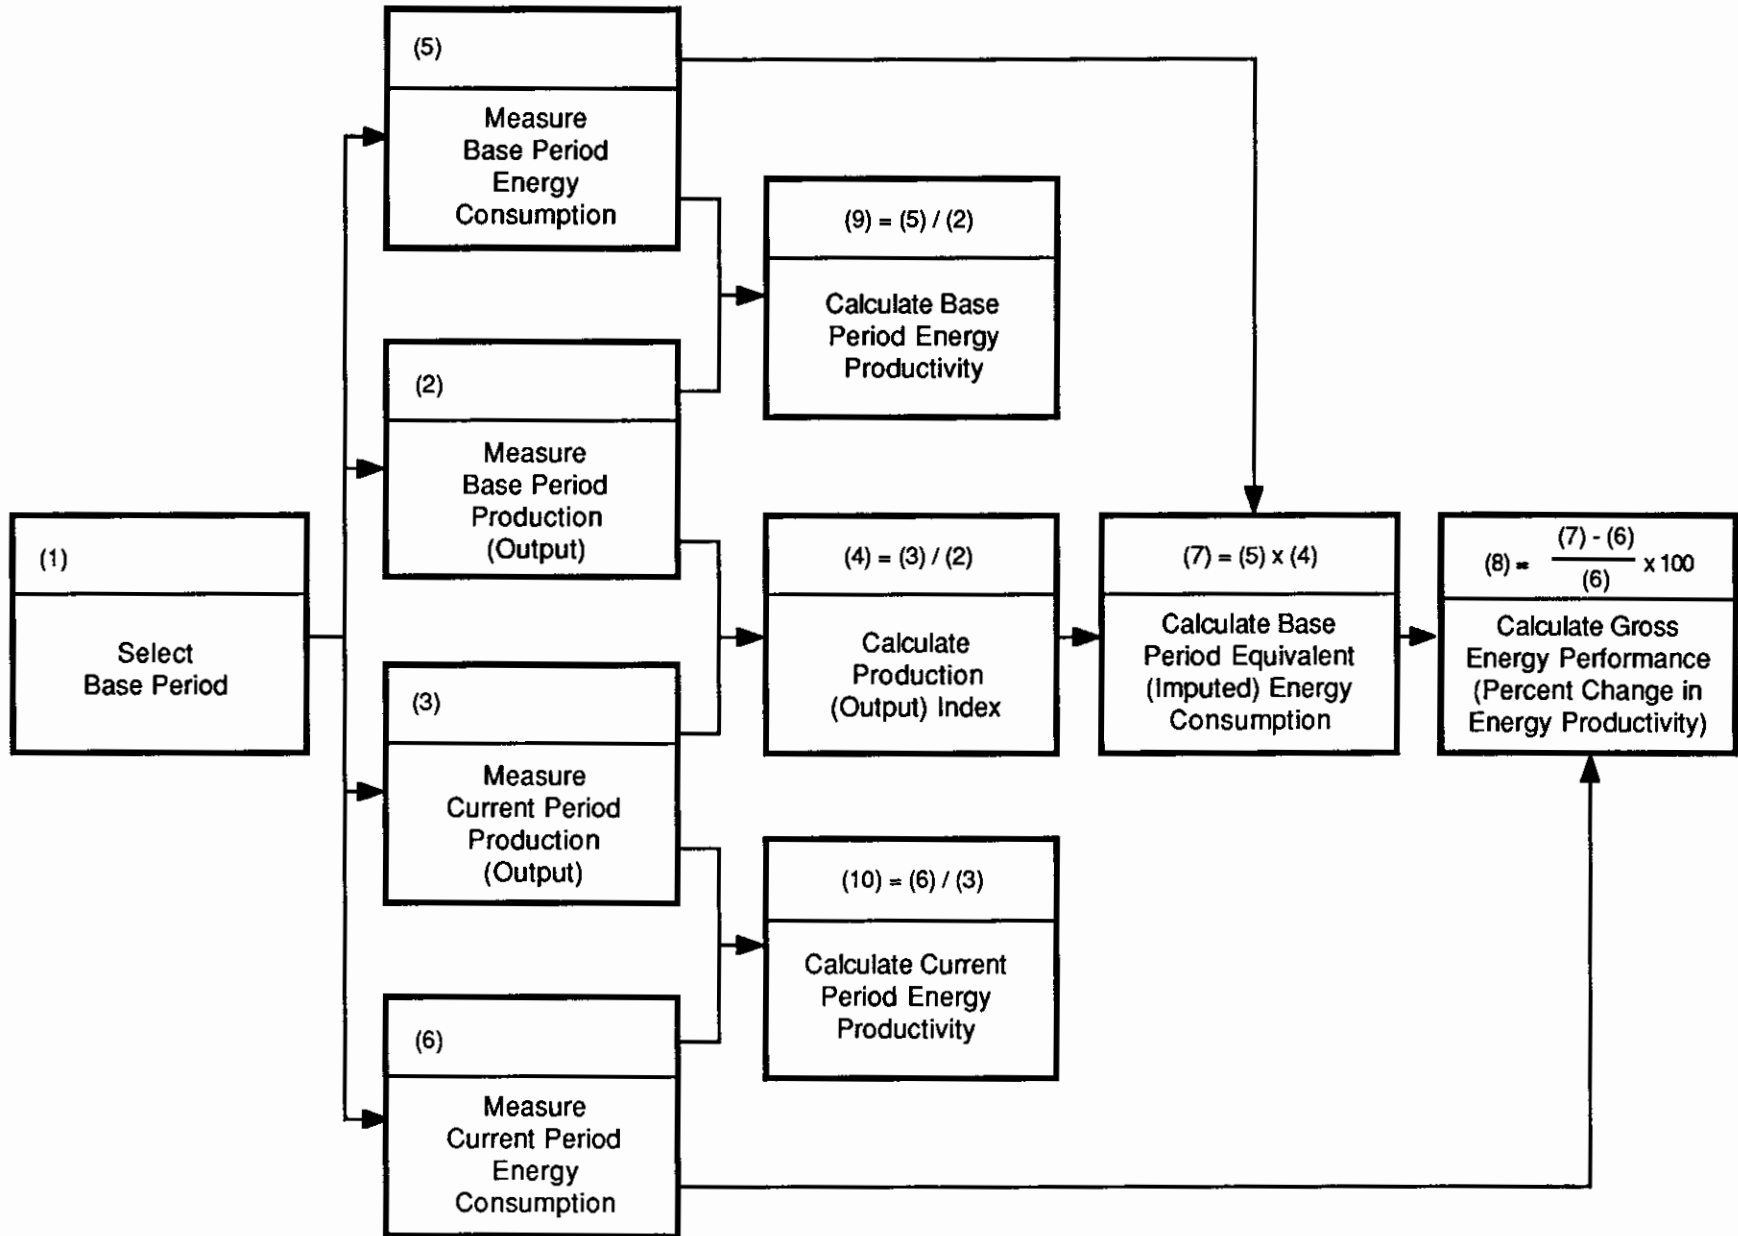 (5)
Measure
Base Period
Energy
Consumption
(9) = (5) / (2)
Calculate Base
Period Energy
Productivity
(2)
Measure
Base Period
Production
(Output)
(1)
Select
Base Period
(4) = (3) / (2)
Calculate
Production
(Output) Index
(7) = (5) x (4)
Calculate Base
Period Equivalent
(Imputed) Energy
Consumption
(7) - (6)
(8) = x 100
(6)
Calculate Gross
Energy Performance
(Percent Change in
Energy Productivity)
(3)
Measure
Current Period
Production
(Output)
(10) = (6) / (3)
Calculate Current
Period Energy
Productivity
(6)
Measure
Current Period
Energy
Consumption